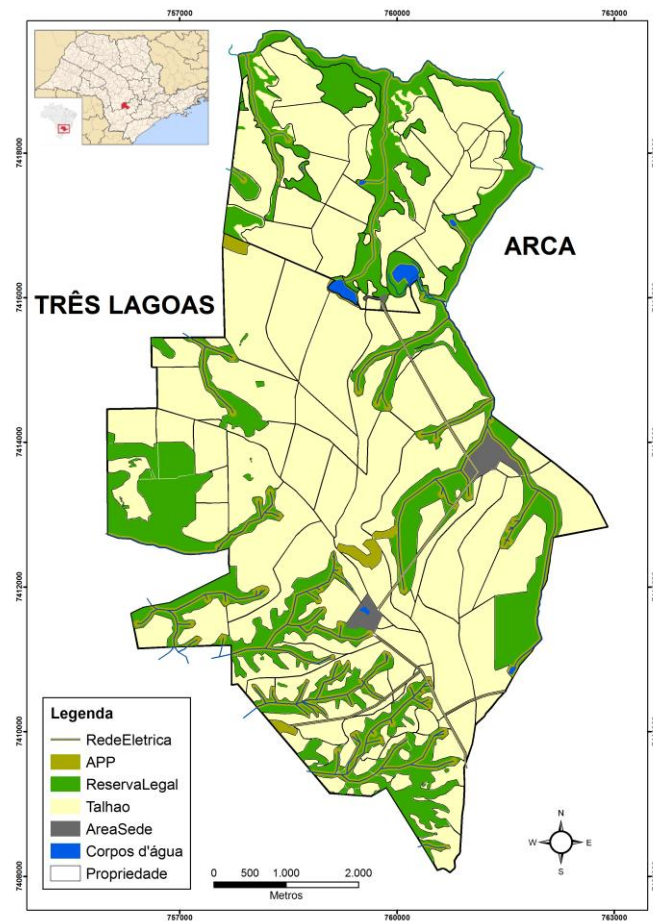 757000 760000 763000
7418000
7416000
7414000
7412000
7410000
7408000
ARCA
TRÊS LAGOAS
Legenda
RedeEletrica
APP
ReservaLegal
Talhao
AreaSede
Corpos d'água
Propriedade
0 500 1.000 2.000
Metros
N
W E
S
757000 760000 763000